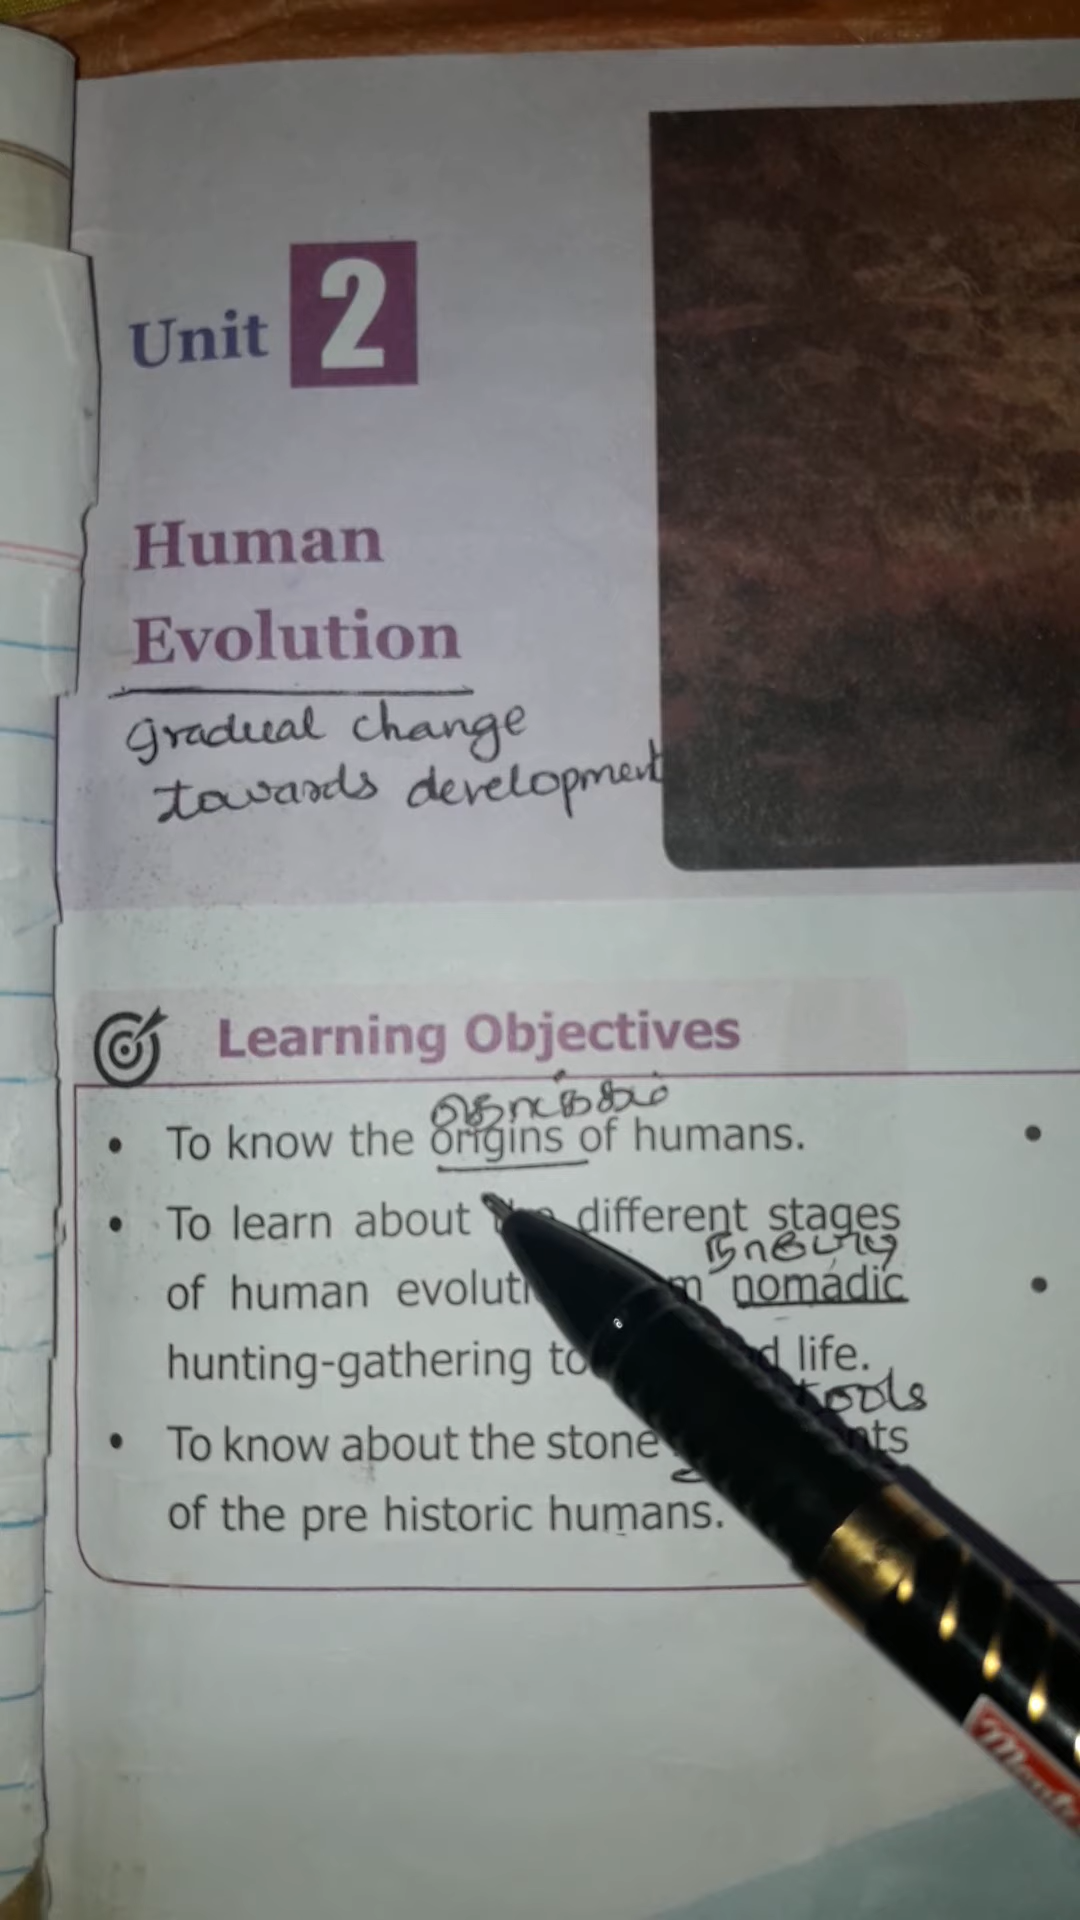 Unit 2
Human
Evolution
gradual change
towards development
Learning Objectives
தொக்கம்
• To know the origins of humans.
• To learn about different stages
நாடோடி
of human nomadic
hunting-gathering to life.
tools
• To know about the stone
of the pre historic humans.